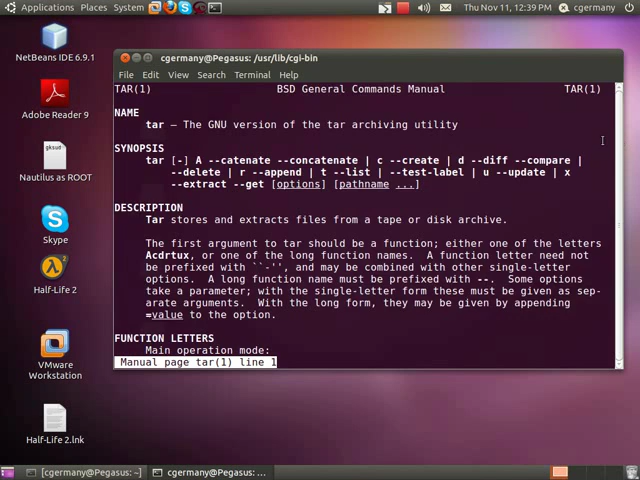 Applications Places System
Thu Nov 11, 12:39 PM cgermany
NetBeans IDE 6.9.1
Adobe Reader 9
gksud
Nautilus as ROOT
Skype
Half-Life 2
VMware
Workstation
Half-Life 2.lnk
cgermany@Pegasus: /usr/lib/cgi-bin
File Edit View Search Terminal Help
TAR(1) BSD General Commands Manual TAR(1)
NAME
tar — The GNU version of the tar archiving utility
SYNOPSIS
tar [-] A --catenate --concatenate | c --create | d --diff --compare |
--delete | r --append | t --list | --test-label | u --update | x
--extract --get [options] [pathname ...]
DESCRIPTION
Tar stores and extracts files from a tape or disk archive.
The first argument to tar should be a function; either one of the letters
Acdrtux, or one of the long function names. A function letter need not
be prefixed with ``-'', and may be combined with other single-letter
options. A long function name must be prefixed with --. Some options
take a parameter; with the single-letter form these must be given as sep-
arate arguments. With the long form, they may be given by appending
=value to the option.
FUNCTION LETTERS
Main operation mode:
Manual page tar(1) line 1
[cgermany@Pegasus: ~]
cgermany@Pegasus: ...